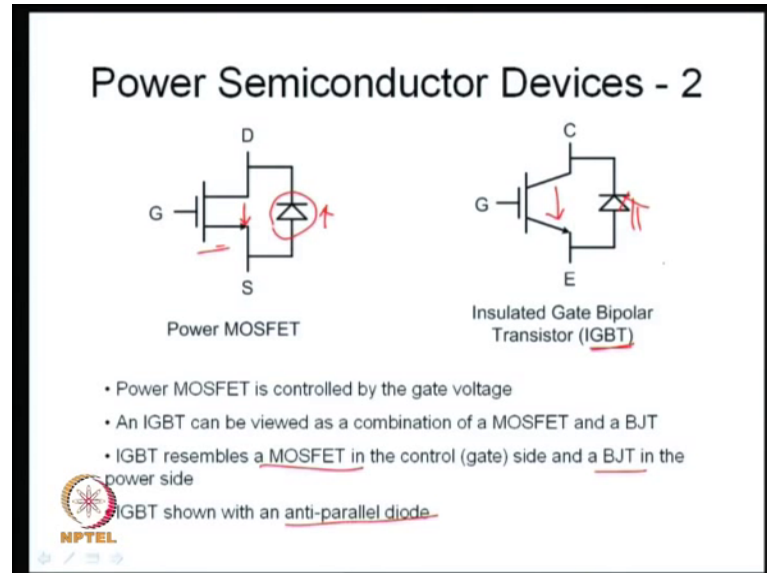 Power Semiconductor Devices - 2
D
G
S
Power MOSFET
C
G
E
Insulated Gate Bipolar
Transistor (IGBT)
• Power MOSFET is controlled by the gate voltage
• An IGBT can be viewed as a combination of a MOSFET and a BJT
• IGBT resembles a MOSFET in the control (gate) side and a BJT in the
power side
IGBT shown with an anti-parallel diode
NPTEL